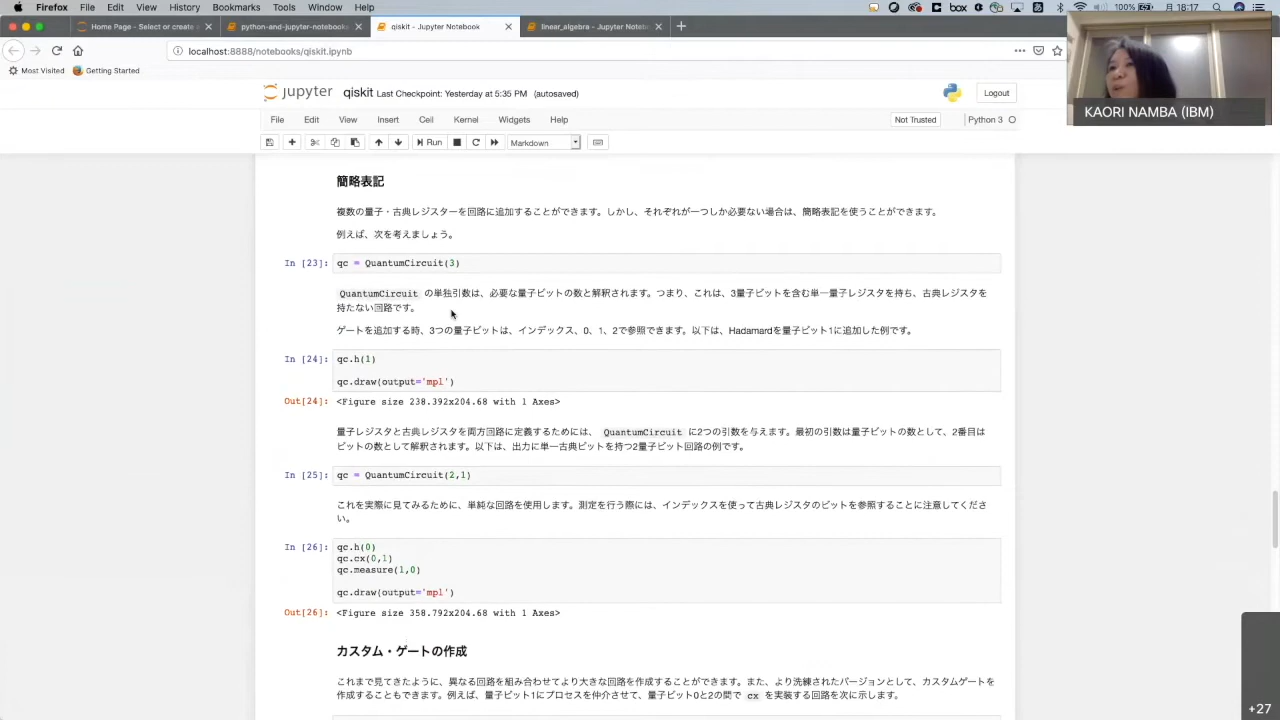 Firefox File Edit View History Bookmarks Tools Window Help
Home Page - Select or create a
python-and-jupyter-notebooks
qiskit - Jupyter Notebook
linear_algebra - Jupyter Note
localhost:8888/notebooks/qiskit.ipynb
Most Visited Getting Started
KAORI NAMBA (IBM)
jupyter qiskit Last Checkpoint: Yesterday at 5:35 PM (autosaved)
Logout
File Edit View Insert Cell Kernel Widgets Help
Not Trusted Python 3
Run Markdown
簡略表記
複数の量子・古典レジスターを回路に追加することができます。しかし、それぞれが一つしか必要ない場合は、簡略表記を使うことができます。
例えば、次を考えましょう。
In [23]: qc = QuantumCircuit(3)
QuantumCircuit の単独引数は、必要な量子ビットの数と解釈されます。つまり、これは、3量子ビットを含む単一量子レジスタを持ち、古典レジスタを
持たない回路です。
ゲートを追加する時、3つの量子ビットは、インデックス、0、1、2で参照できます。以下は、Hadamardを量子ビット1に追加した例です。
In [24]: qc.h(1)
qc.draw(output='mpl')
Out[24]: <Figure size 238.392x204.68 with 1 Axes>
量子レジスタと古典レジスタを両方回路に定義するためには、 QuantumCircuit に2つの引数を与えます。最初の引数は量子ビットの数として、2番目は
ビットの数として解釈されます。以下は、出力に単一古典ビットを持つ2量子ビット回路の例です。
In [25]: qc = QuantumCircuit(2,1)
これを実際に見てみるために、単純な回路を使用します。測定を行う際には、インデックスを使って古典レジスタのビットを参照することに注意してくださ
い。
In [26]: qc.h(0)
qc.cx(0,1)
qc.measure(1,0)
qc.draw(output='mpl')
Out[26]: <Figure size 358.792x204.68 with 1 Axes>
カスタム・ゲートの作成
これまで見てきたように、異なる回路を組み合わせてより大きな回路を作成することができます。また、より洗練されたバージョンとして、カスタムゲートを
作成することもできます。例えば、量子ビット1にプロセスを仲介させて、量子ビット0と2の間で cx を実装する回路を次に示します。
+27